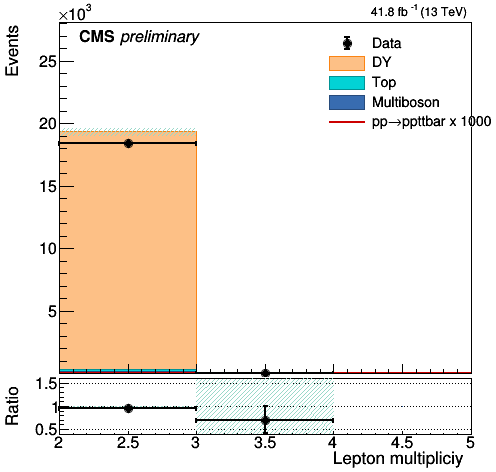 ×10³
41.8 fb⁻¹ (13 TeV)
CMS preliminary
Events
Data
DY
Top
Multiboson
pp→ppttbar x 1000
25
20
15
10
5
Ratio
1.5
1
0.5
2 2.5 3 3.5 4 4.5 5
Lepton multipliciy